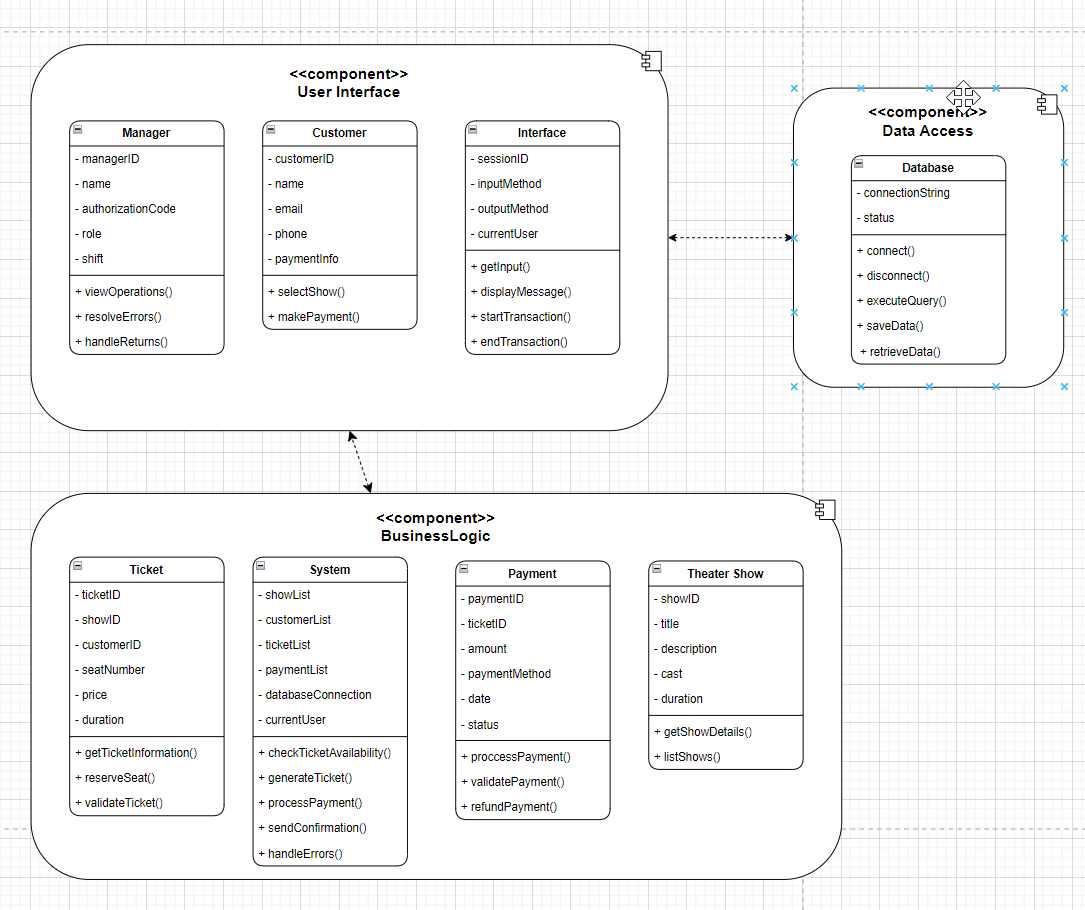 <<component>>
User Interface
Manager
- managerID
- name
- authorizationCode
- role
- shift
+ viewOperations()
+ resolveErrors()
+ handleReturns()
Customer
- customerID
- name
- email
- phone
- paymentInfo
+ selectShow()
+ makePayment()
Interface
- sessionID
- inputMethod
- outputMethod
- currentUser
+ getInput()
+ displayMessage()
+ startTransaction()
+ endTransaction()
<<component>>
Data Access
Database
- connectionString
- status
+ connect()
+ disconnect()
+ executeQuery()
+ saveData()
+ retrieveData()
<<component>>
BusinessLogic
Ticket
- ticketID
- showID
- customerID
- seatNumber
- price
- duration
+ getTicketInformation()
+ reserveSeat()
+ validateTicket()
System
- showList
- customerList
- ticketList
- paymentList
- databaseConnection
- currentUser
+ checkTicketAvailability()
+ generateTicket()
+ processPayment()
+ sendConfirmation()
+ handleErrors()
Payment
- paymentID
- ticketID
- amount
- paymentMethod
- date
- status
+ proccessPayment()
+ validatePayment()
+ refundPayment()
Theater Show
- showID
- title
- description
- cast
- duration
+ getShowDetails()
+ listShows()